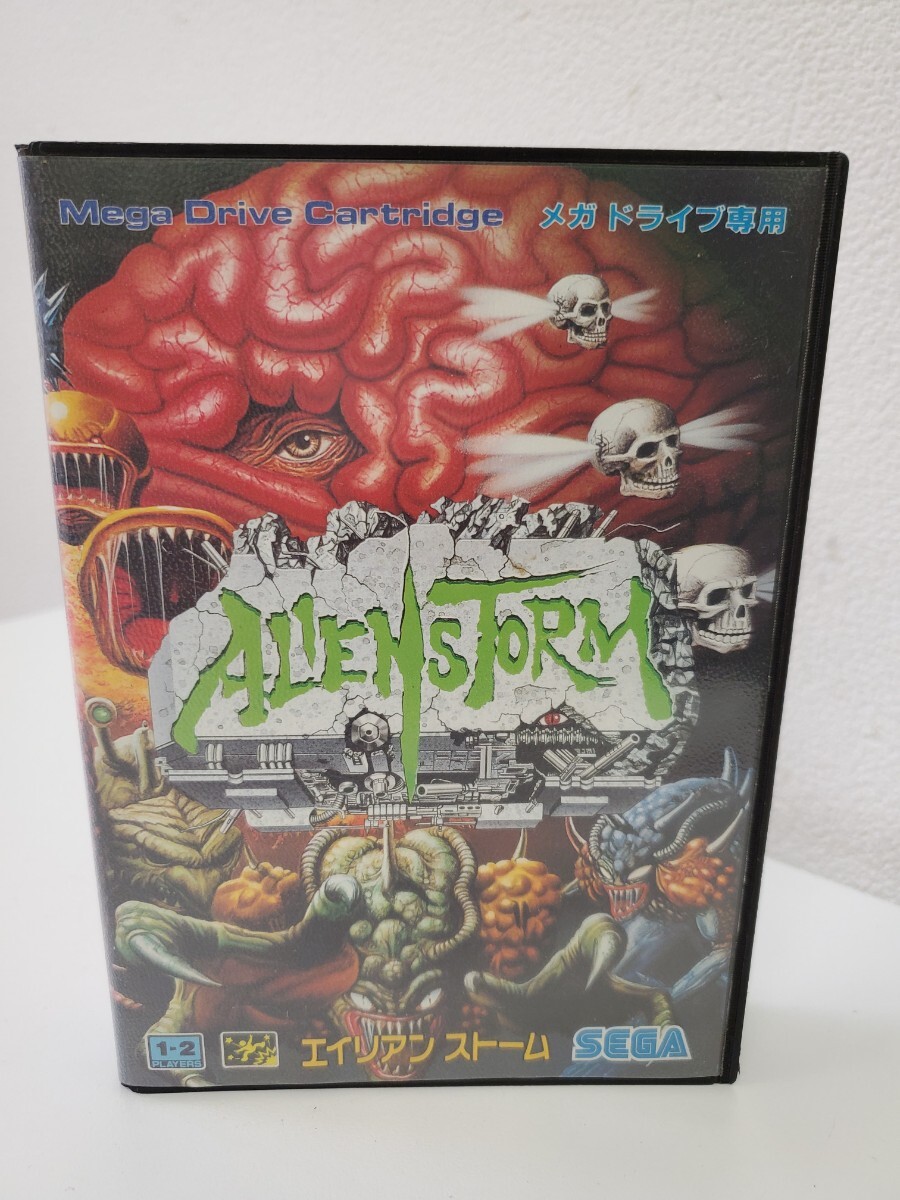 Mega Drive Cartridge メガドライブ専用
ALIEN STORM
1-2
PLAYERS
エイリアン ストーム
SEGA